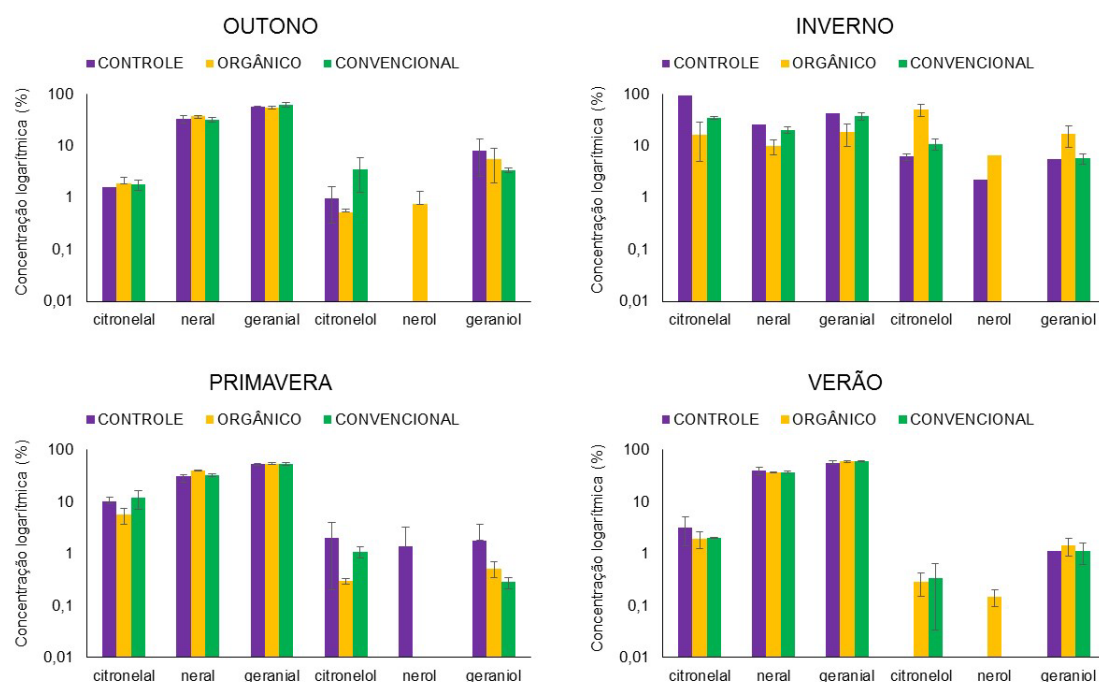 OUTONO
CONTROLE ORGÂNICO CONVENCIONAL
Concentração logarítmica (%)
100
10
1
0,1
0,01
citronelal neral geranial citronelol nerol geraniol
INVERNO
CONTROLE ORGÂNICO CONVENCIONAL
Concentração logarítmica (%)
100
10
1
0,1
0,01
citronelal neral geranial citronelol nerol geraniol
PRIMAVERA
CONTROLE ORGÂNICO CONVENCIONAL
Concentração logarítmica (%)
100
10
1
0,1
0,01
citronelal neral geranial citronelol nerol geraniol
VERÃO
CONTROLE ORGÂNICO CONVENCIONAL
Concentração logarítmica (%)
100
10
1
0,1
0,01
citronelal neral geranial citronelol nerol geraniol